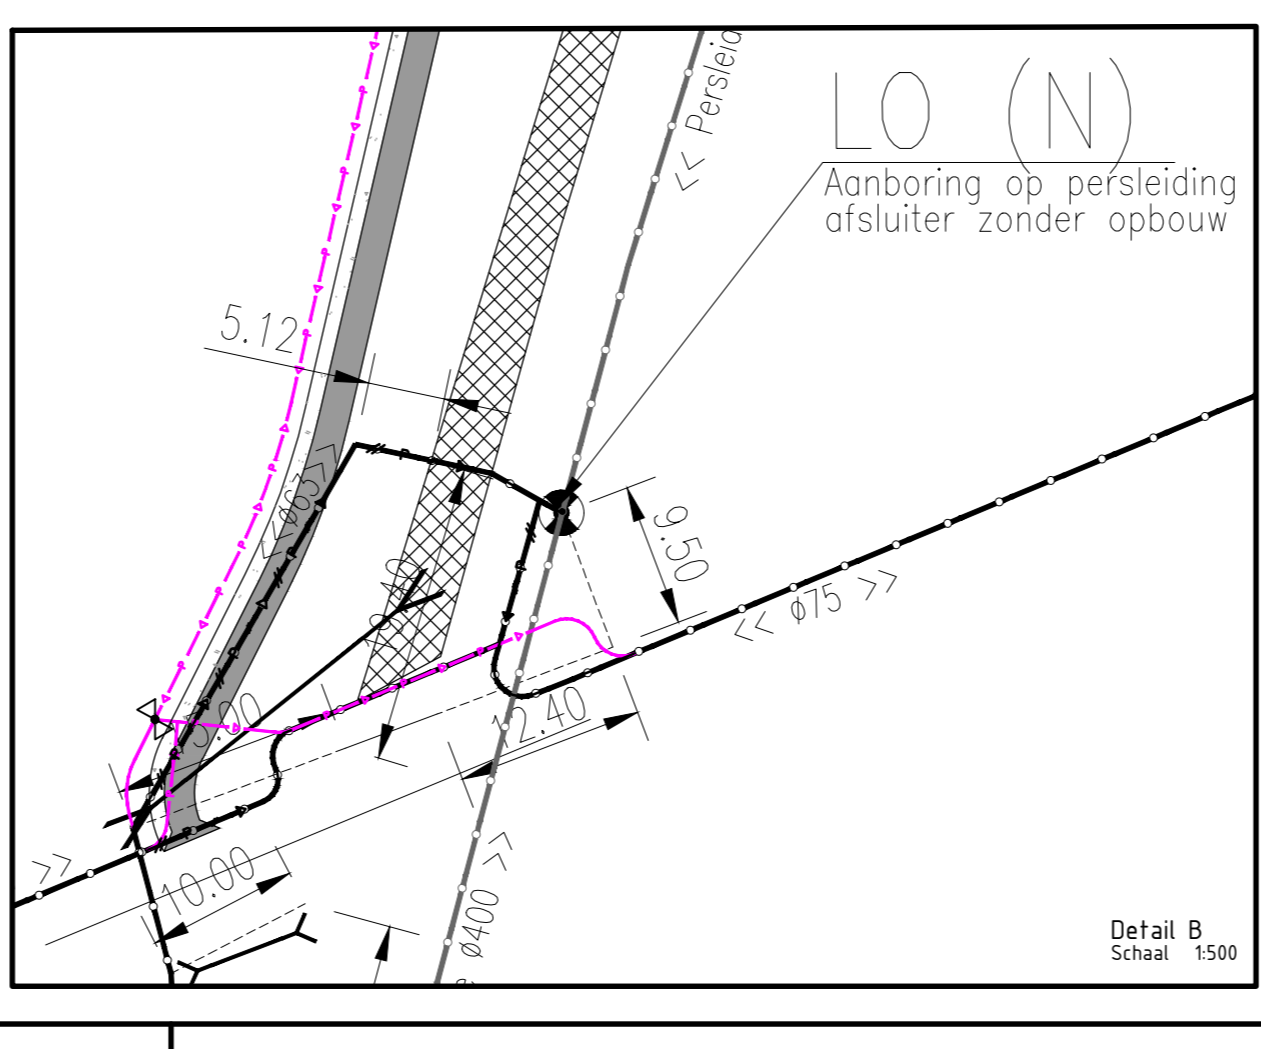 << Persleid
LO (N)
Aanboring op persleiding
afsluiter zonder opbouw
5.12
<<ø63>>
9.50
<< ø75 >>
12.40
>>
10.00
ø400 >>
Detail B
Schaal 1:500